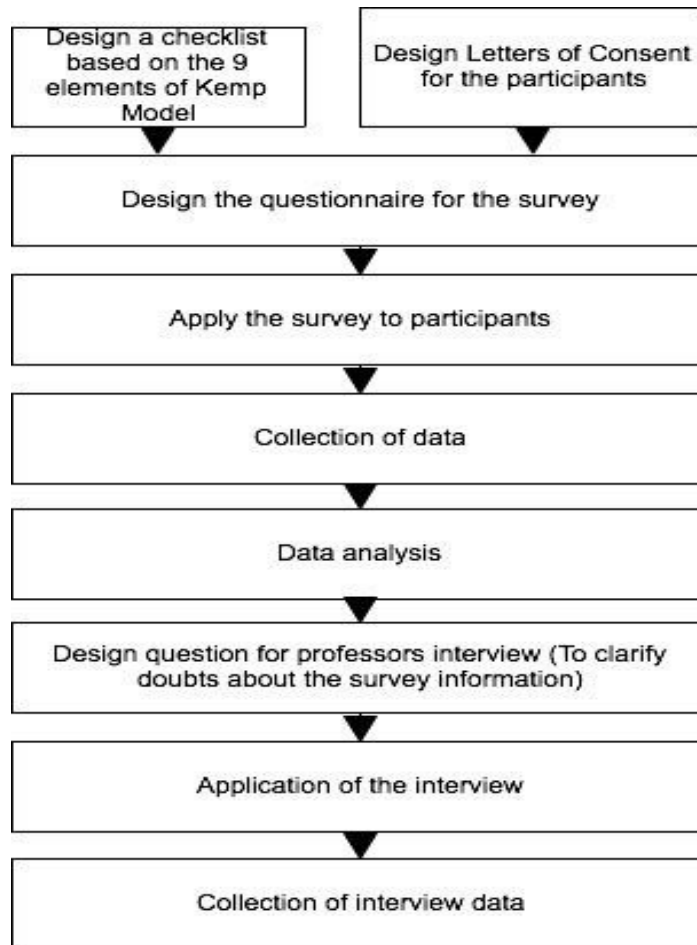 Design a checklist
based on the 9
elements of Kemp
Model
Design Letters of Consent
for the participants
Design the questionnaire for the survey
Apply the survey to participants
Collection of data
Data analysis
Design question for professors interview (To clarify
doubts about the survey information)
Application of the interview
Collection of interview data